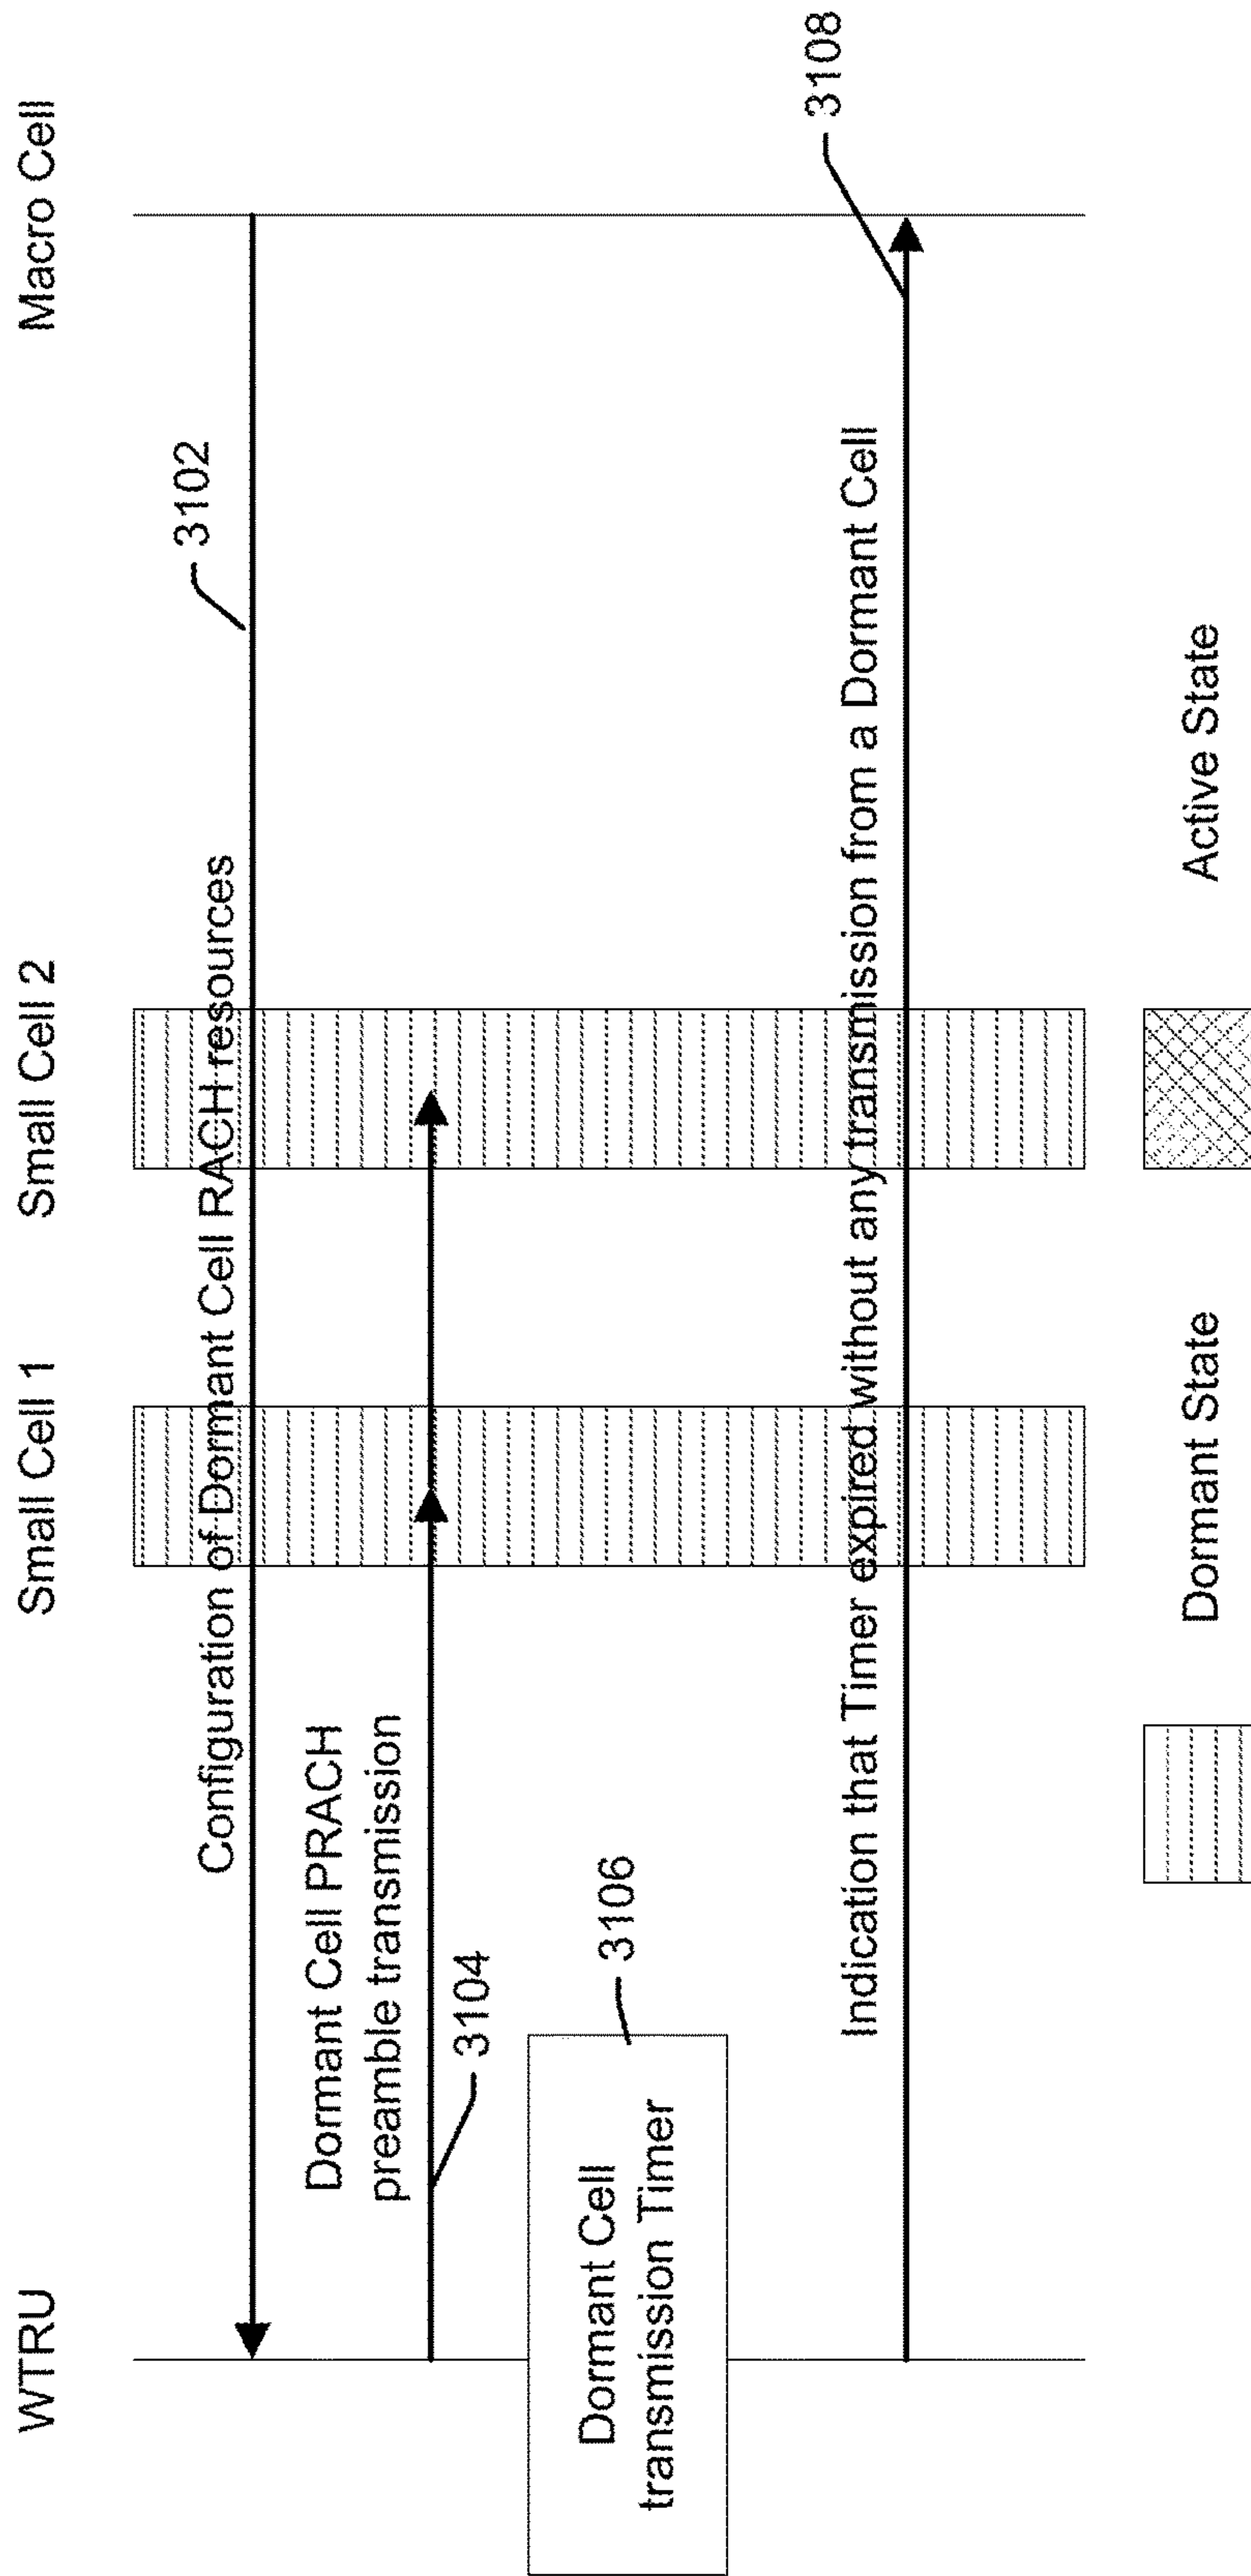 WTRU
Small Cell 1
Small Cell 2
Macro Cell
3102
Configuration of Dormant Cell RACH resources
Dormant Cell PRACH
preamble transmission
3104
3106
Dormant Cell
transmission Timer
3108
Indication that Timer expired without any transmission from a Dormant Cell
Dormant State
Active State